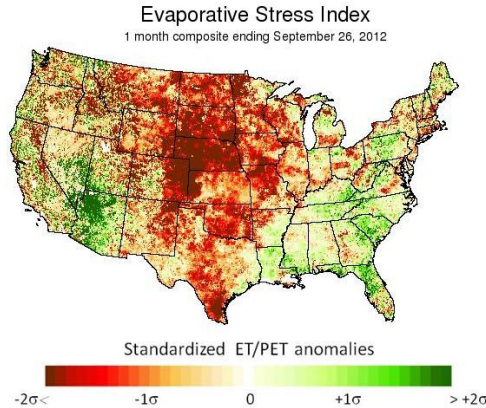 Evaporative Stress Index
1 month composite ending September 26, 2012
Standardized ET/PET anomalies
-2σ< -1σ 0 +1σ > +2σ